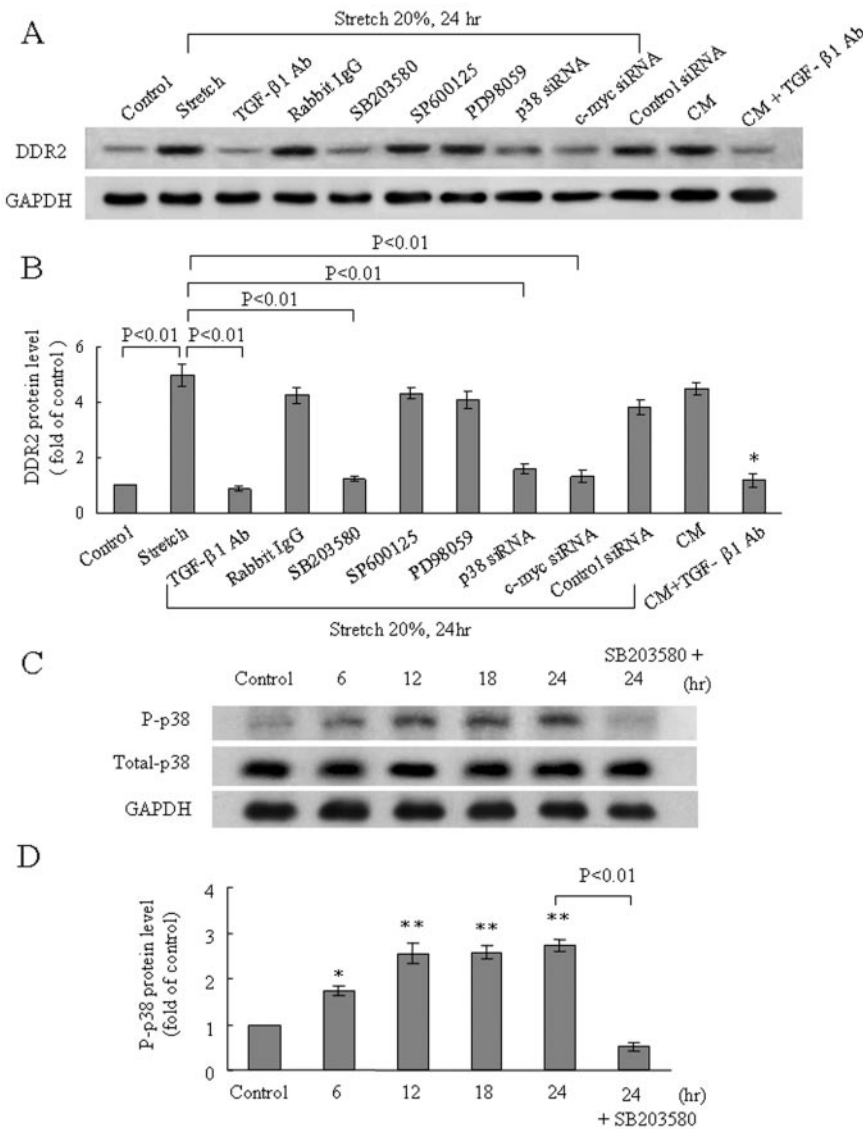 A
Stretch 20%, 24 hr
Control Stretch TGF-β1 Ab Rabbit IgG SB203580 SP600125 PD98059 p38 siRNA c-myc siRNA Control siRNA CM CM + TGF- β1 Ab
DDR2
GAPDH
B
P<0.01
P<0.01
P<0.01
P<0.01 P<0.01
DDR2 protein level
( fold of control)
6
4
2
0
*
Control Stretch TGF-β1 Ab Rabbit IgG SB203580 SP600125 PD98059 p38 siRNA c-myc siRNA Control siRNA CM CM+TGF- β1 Ab
Stretch 20%, 24hr
C
SB203580 +
Control 6 12 18 24 24 (hr)
P-p38
Total-p38
GAPDH
D
P<0.01
P-p38 protein level
(fold of control)
4
3
2
1
0
* ** ** **
Control 6 12 18 24 24 (hr)
+ SB203580